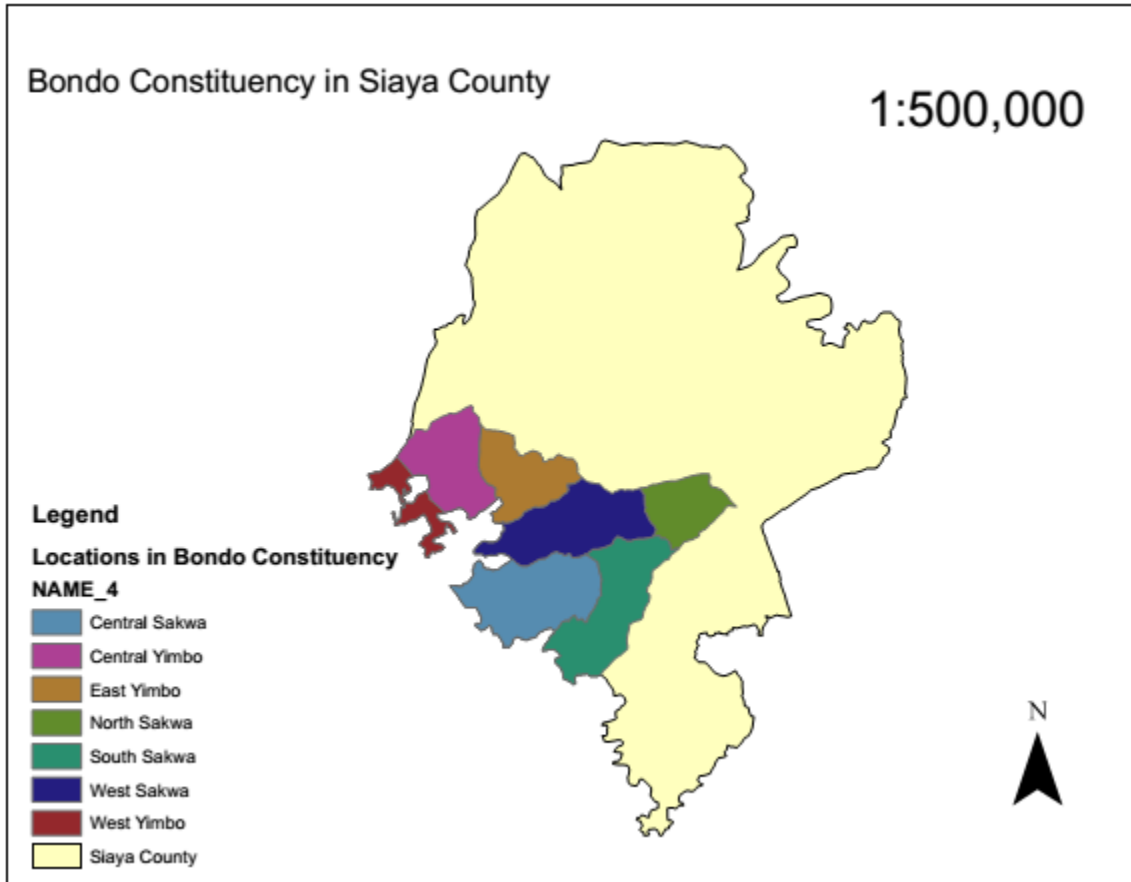 Bondo Constituency in Siaya County
1:500,000
Legend
Locations in Bondo Constituency
NAME_4
Central Sakwa
Central Yimbo
East Yimbo
North Sakwa
South Sakwa
West Sakwa
West Yimbo
Siaya County
N